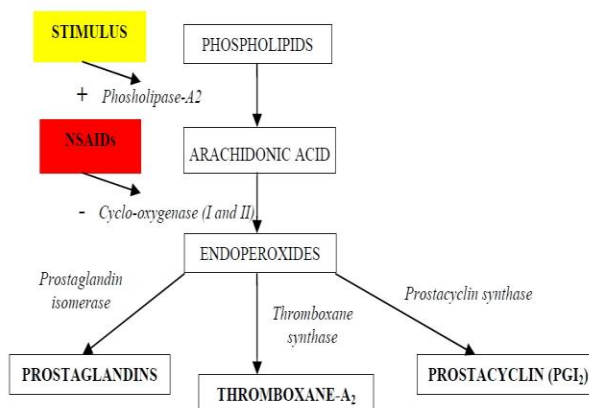 STIMULUS
PHOSPHOLIPIDS
+ Phosholipase-A2
NSAIDs
ARACHIDONIC ACID
- Cyclo-oxygenase (I and II)
ENDOPEROXIDES
Prostaglandin
isomerase
Thromboxane
synthase
Prostacyclin synthase
PROSTAGLANDINS
THROMBOXANE-A₂
PROSTACYCLIN (PGI₂)